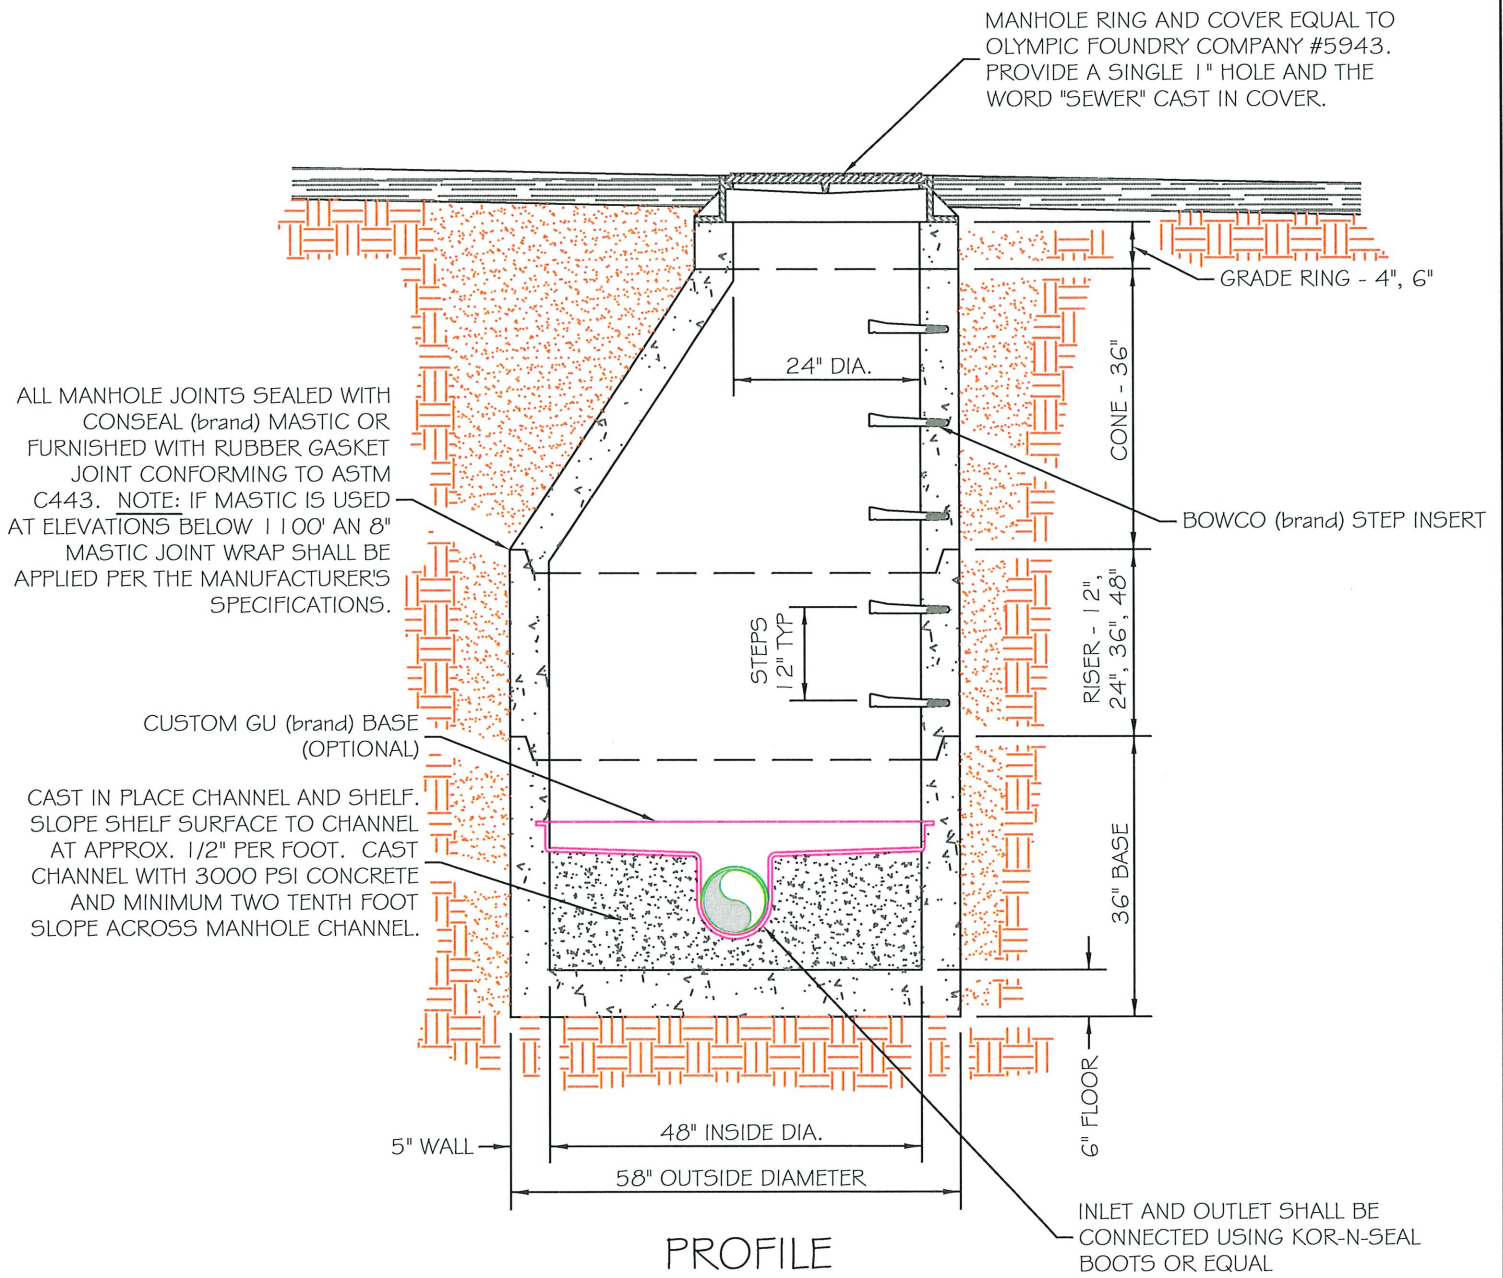 MANHOLE RING AND COVER EQUAL TO
OLYMPIC FOUNDRY COMPANY #5943.
PROVIDE A SINGLE 1" HOLE AND THE
WORD "SEWER" CAST IN COVER.
GRADE RING - 4", 6"
24" DIA.
CONE - 36"
ALL MANHOLE JOINTS SEALED WITH
CONSEAL (brand) MASTIC OR
FURNISHED WITH RUBBER GASKET
JOINT CONFORMING TO ASTM
C443. NOTE: IF MASTIC IS USED
AT ELEVATIONS BELOW 1100' AN 8"
MASTIC JOINT WRAP SHALL BE
APPLIED PER THE MANUFACTURER'S
SPECIFICATIONS.
BOWCO (brand) STEP INSERT
RISER - 12",
24", 36", 48"
STEPS
12" TYP
CUSTOM GU (brand) BASE
(OPTIONAL)
CAST IN PLACE CHANNEL AND SHELF.
SLOPE SHELF SURFACE TO CHANNEL
AT APPROX. 1/2" PER FOOT. CAST
CHANNEL WITH 3000 PSI CONCRETE
AND MINIMUM TWO TENTH FOOT
SLOPE ACROSS MANHOLE CHANNEL.
36" BASE
6" FLOOR
5" WALL
48" INSIDE DIA.
58" OUTSIDE DIAMETER
INLET AND OUTLET SHALL BE
CONNECTED USING KOR-N-SEAL
BOOTS OR EQUAL
PROFILE